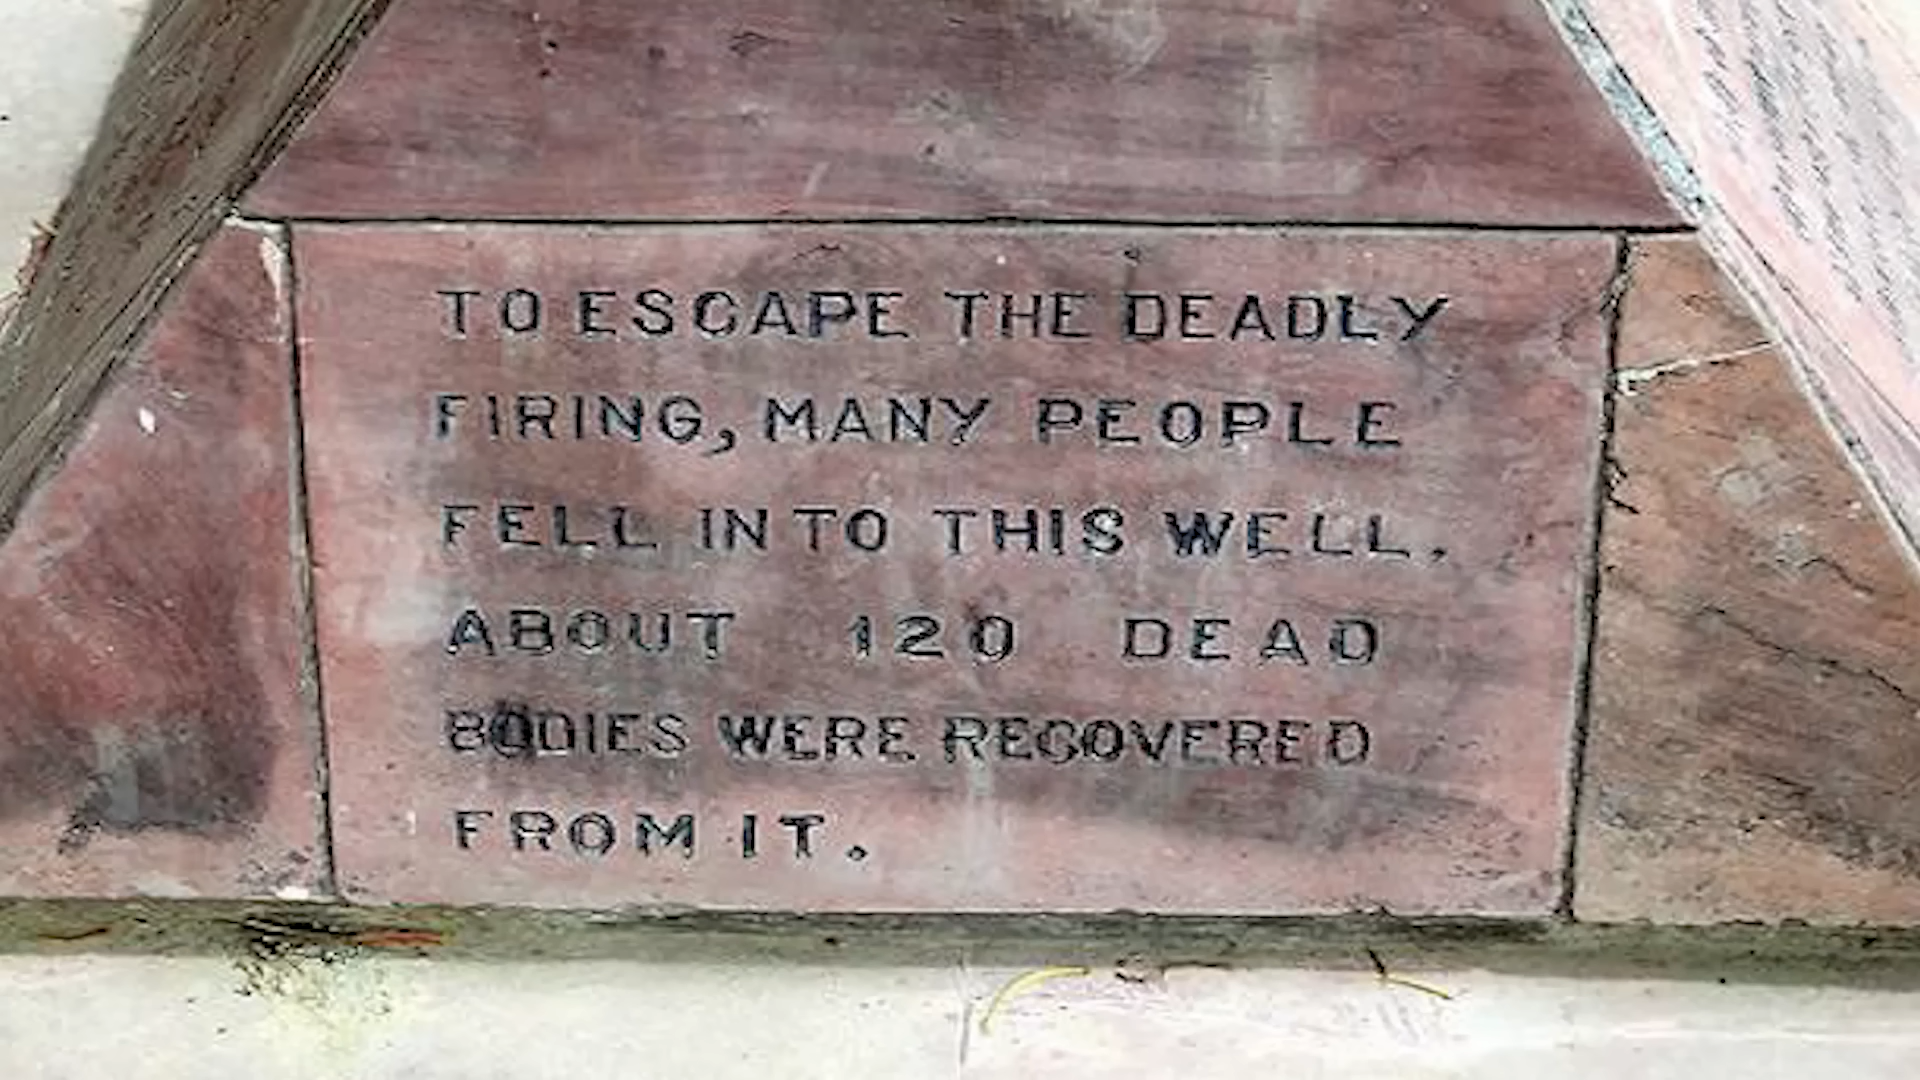 TO ESCAPE THE DEADLY
FIRING, MANY PEOPLE
FELL INTO THIS WELL.
ABOUT 120 DEAD
BODIES WERE RECOVERED
FROM IT.